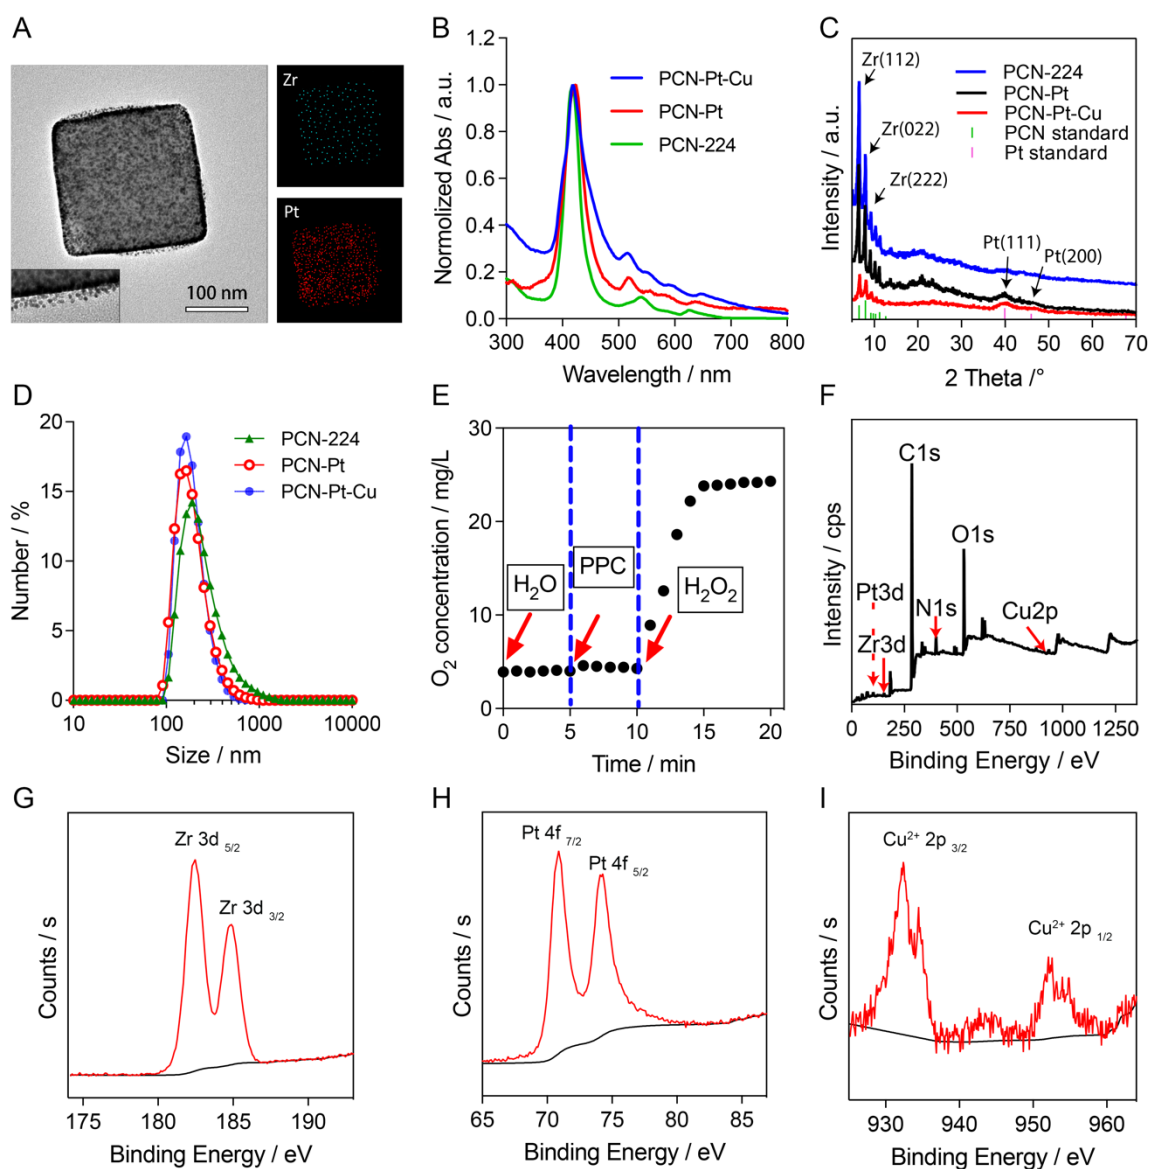 A
Zr
Pt
100 nm
B
Normalized Abs / a.u.
1.2
1.0
0.8
0.6
0.4
0.2
0.0
300 400 500 600 700 800
Wavelength / nm
PCN-Pt-Cu
PCN-Pt
PCN-224
C
Intensity / a.u.
Zr(112)
Zr(022)
Zr(222)
Pt(111)
Pt(200)
PCN-224
PCN-Pt
PCN-Pt-Cu
PCN standard
Pt standard
10 20 30 40 50 60 70
2 Theta /°
D
Number / %
20
15
10
5
0
10 100 1000 10000
Size / nm
PCN-224
PCN-Pt
PCN-Pt-Cu
E
O2 concentration / mg/L
30
20
10
0
H2O
PPC
H2O2
0 5 10 15 20
Time / min
F
Intensity / cps
C1s
O1s
Pt3d
N1s
Cu2p
Zr3d
0 250 500 750 1000 1250
Binding Energy / eV
G
Counts / s
Zr 3d 5/2
Zr 3d 3/2
175 180 185 190
Binding Energy / eV
H
Counts / s
Pt 4f 7/2
Pt 4f 5/2
65 70 75 80 85
Binding Energy / eV
I
Counts / s
Cu2+ 2p 3/2
Cu2+ 2p 1/2
930 940 950 960
Binding Energy / eV